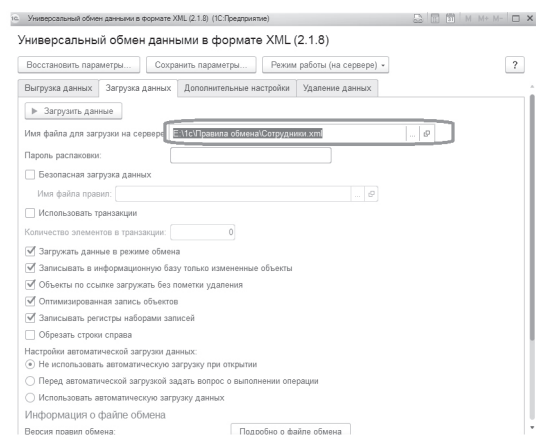 Универсальный обмен данными в формате XML (2.1.8) (1С:Предприятие)
M M+ M-
Универсальный обмен данными в формате XML (2.1.8)
Восстановить параметры... Сохранить параметры... Режим работы (на сервере) ?
Выгрузка данных Загрузка данных Дополнительные настройки Удаление данных
Загрузить данные
Имя файла для загрузки на сервере E:\1c\Правила обмена\Сотрудники xml ...
Пароль распаковки:
Безопасная загрузка данных
Имя файла правил: ...
Использовать транзакции
Количество элементов в транзакции: 0
Загружать данные в режиме обмена
Записывать в информационную базу только измененные объекты
Объекты по ссылке загружать без пометки удаления
Оптимизированная запись объектов
Записывать регистры наборами записей
Обрезать строки справа
Настройки автоматической загрузки данных:
Не использовать автоматическую загрузку при открытии
Перед автоматической загрузкой задать вопрос о выполнении операции
Использовать автоматическую загрузку данных
Информация о файле обмена
Версия правил обмена: Подробно о файле обмена